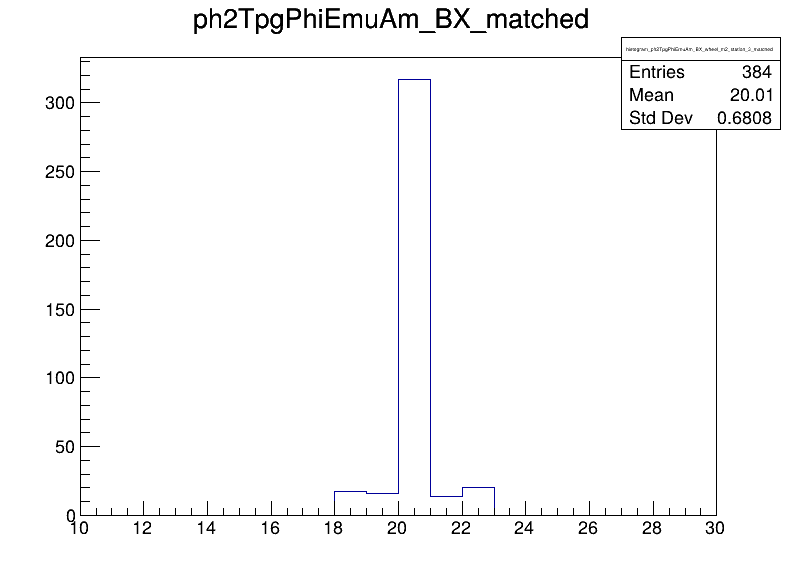 ph2TpgPhiEmuAm_BX_matched
histogram_ph2TpgPhiEmuAm_BX_wheel_m2_station_3_matched
Entries 384
Mean 20.01
Std Dev 0.6808
300
250
200
150
100
50
0
10 12 14 16 18 20 22 24 26 28 30